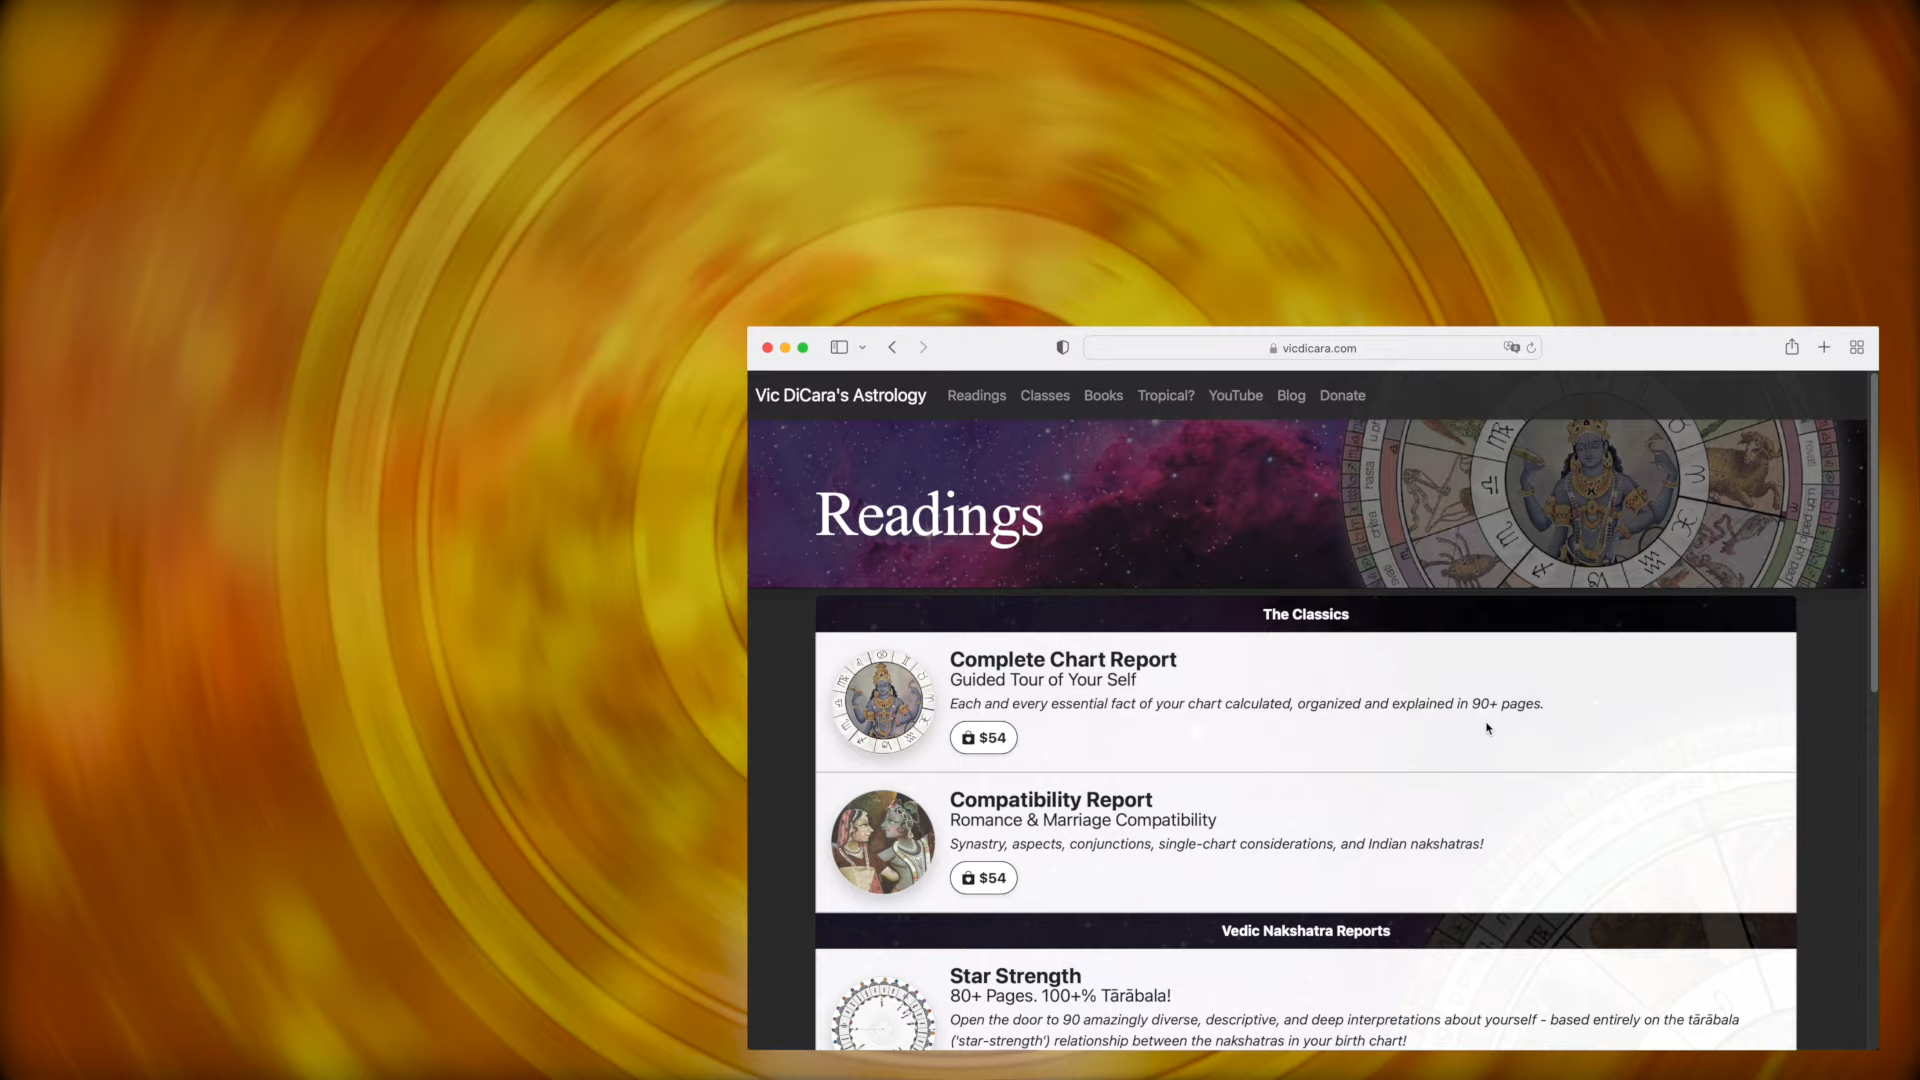 vicdicara.com
Vic DiCara's Astrology Readings Classes Books Tropical? YouTube Blog Donate
Readings
hasta
chitra
swati
revati
The Classics
Complete Chart Report
Guided Tour of Your Self
Each and every essential fact of your chart calculated, organized and explained in 90+ pages.
$54
Compatibility Report
Romance & Marriage Compatibility
Synastry, aspects, conjunctions, single-chart considerations, and Indian nakshatras!
$54
Vedic Nakshatra Reports
Star Strength
80+ Pages. 100+% Tārābala!
Open the door to 90 amazingly diverse, descriptive, and deep interpretations about yourself - based entirely on the tārābala
('star-strength') relationship between the nakshatras in your birth chart!